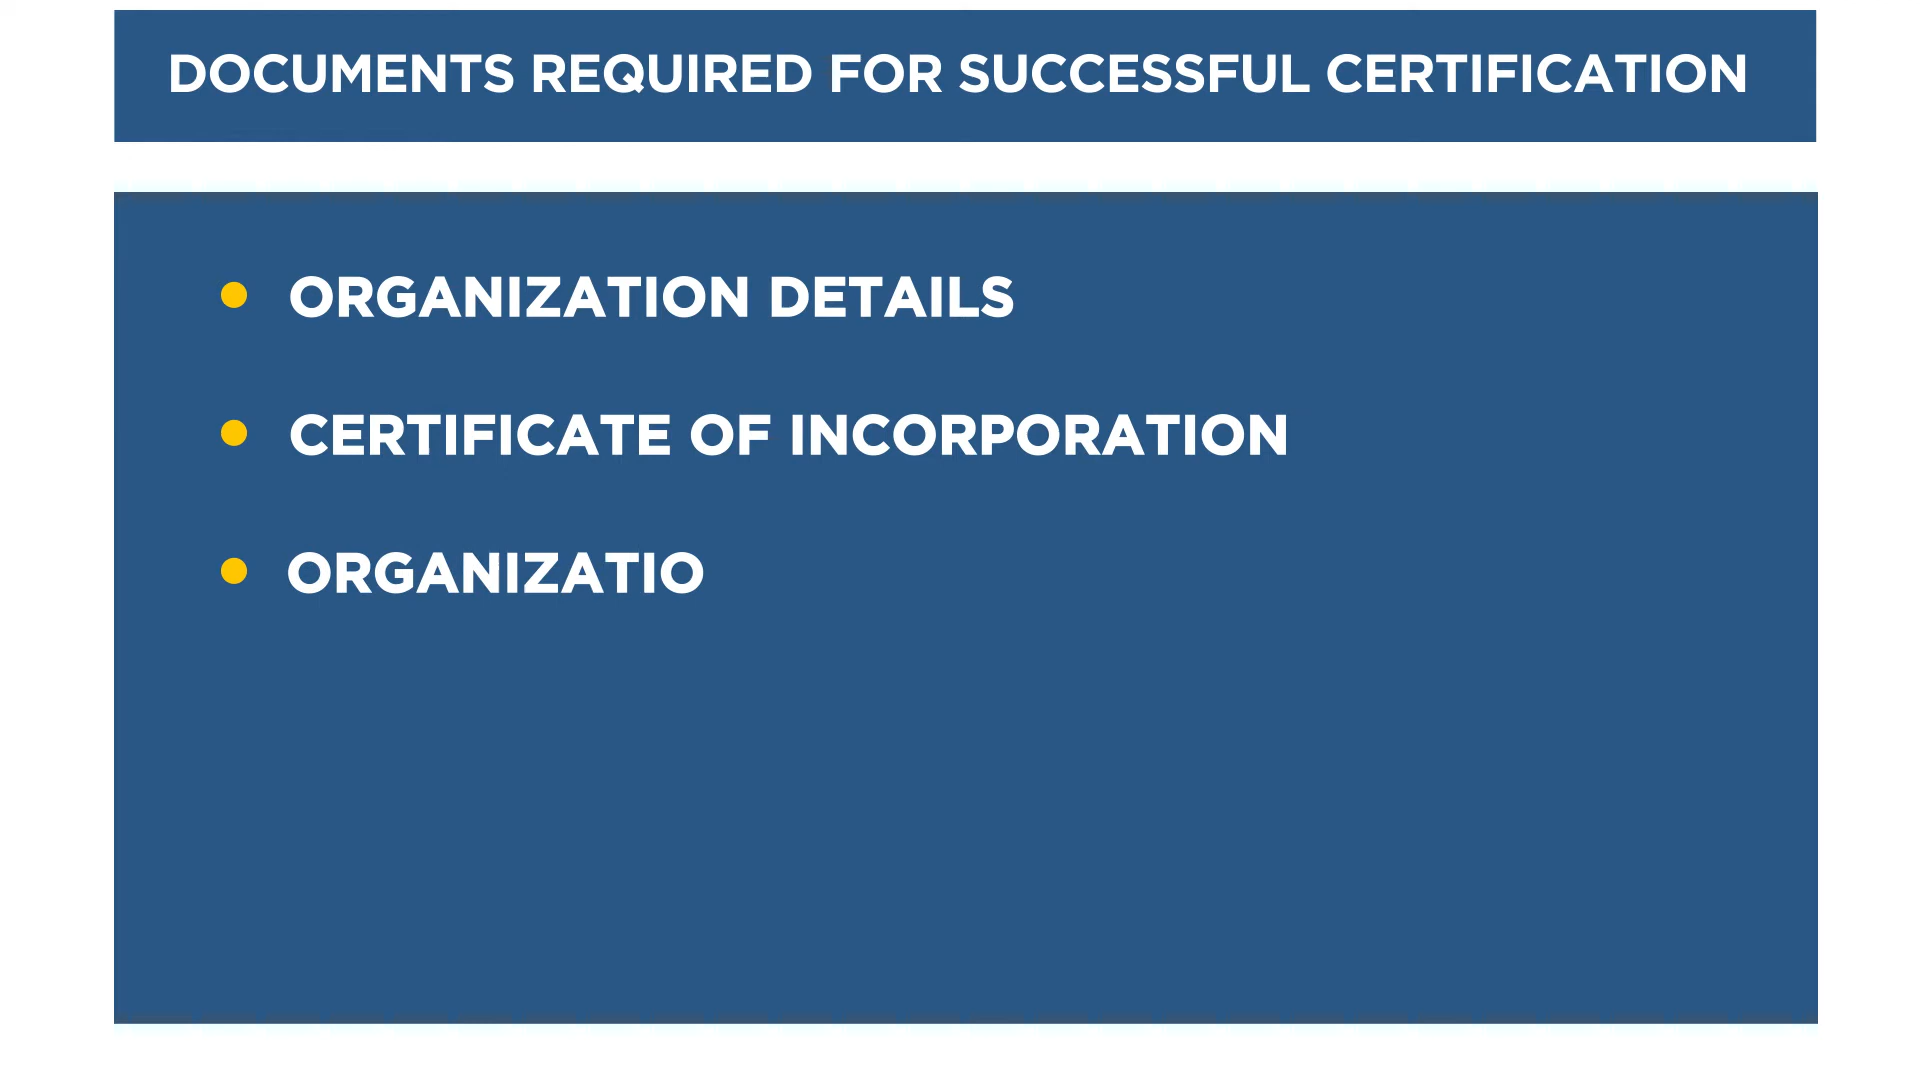 DOCUMENTS REQUIRED FOR SUCCESSFUL CERTIFICATION
ORGANIZATION DETAILS
CERTIFICATE OF INCORPORATION
ORGANIZATIO